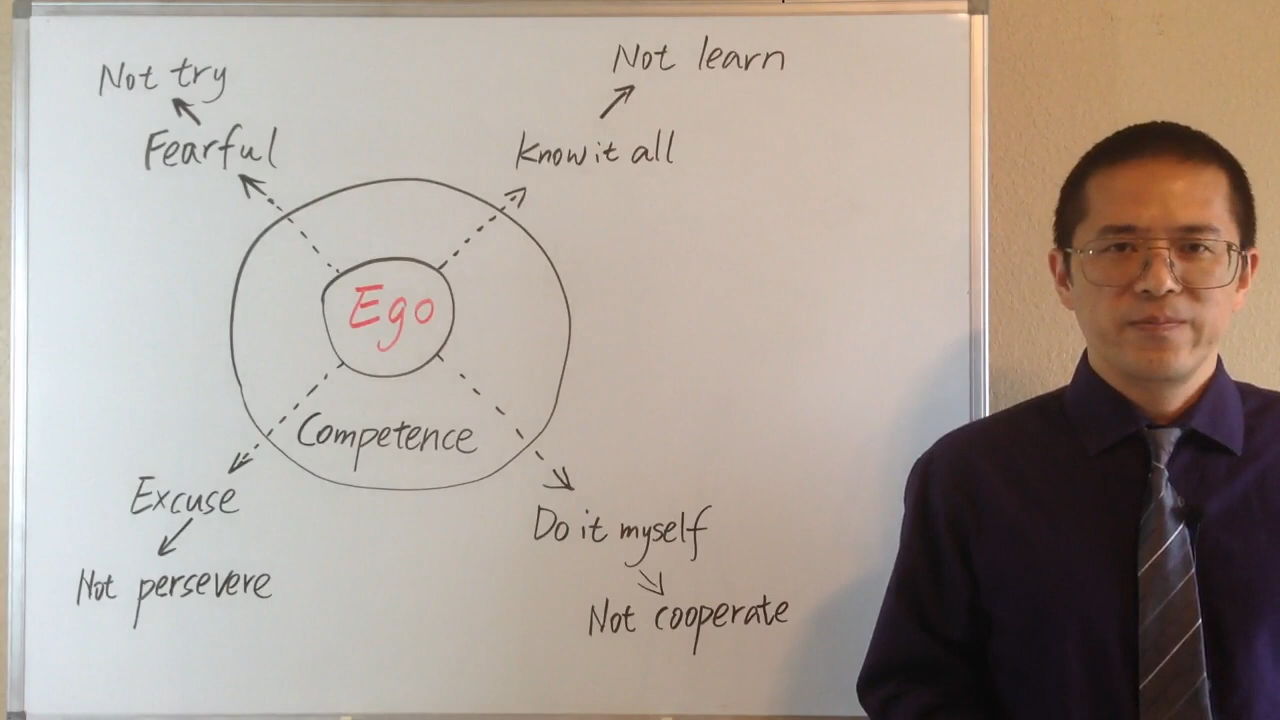 Not try
Not learn
Fearful
Know it all
Ego
Competence
Excuse
Do it myself
Not persevere
Not cooperate